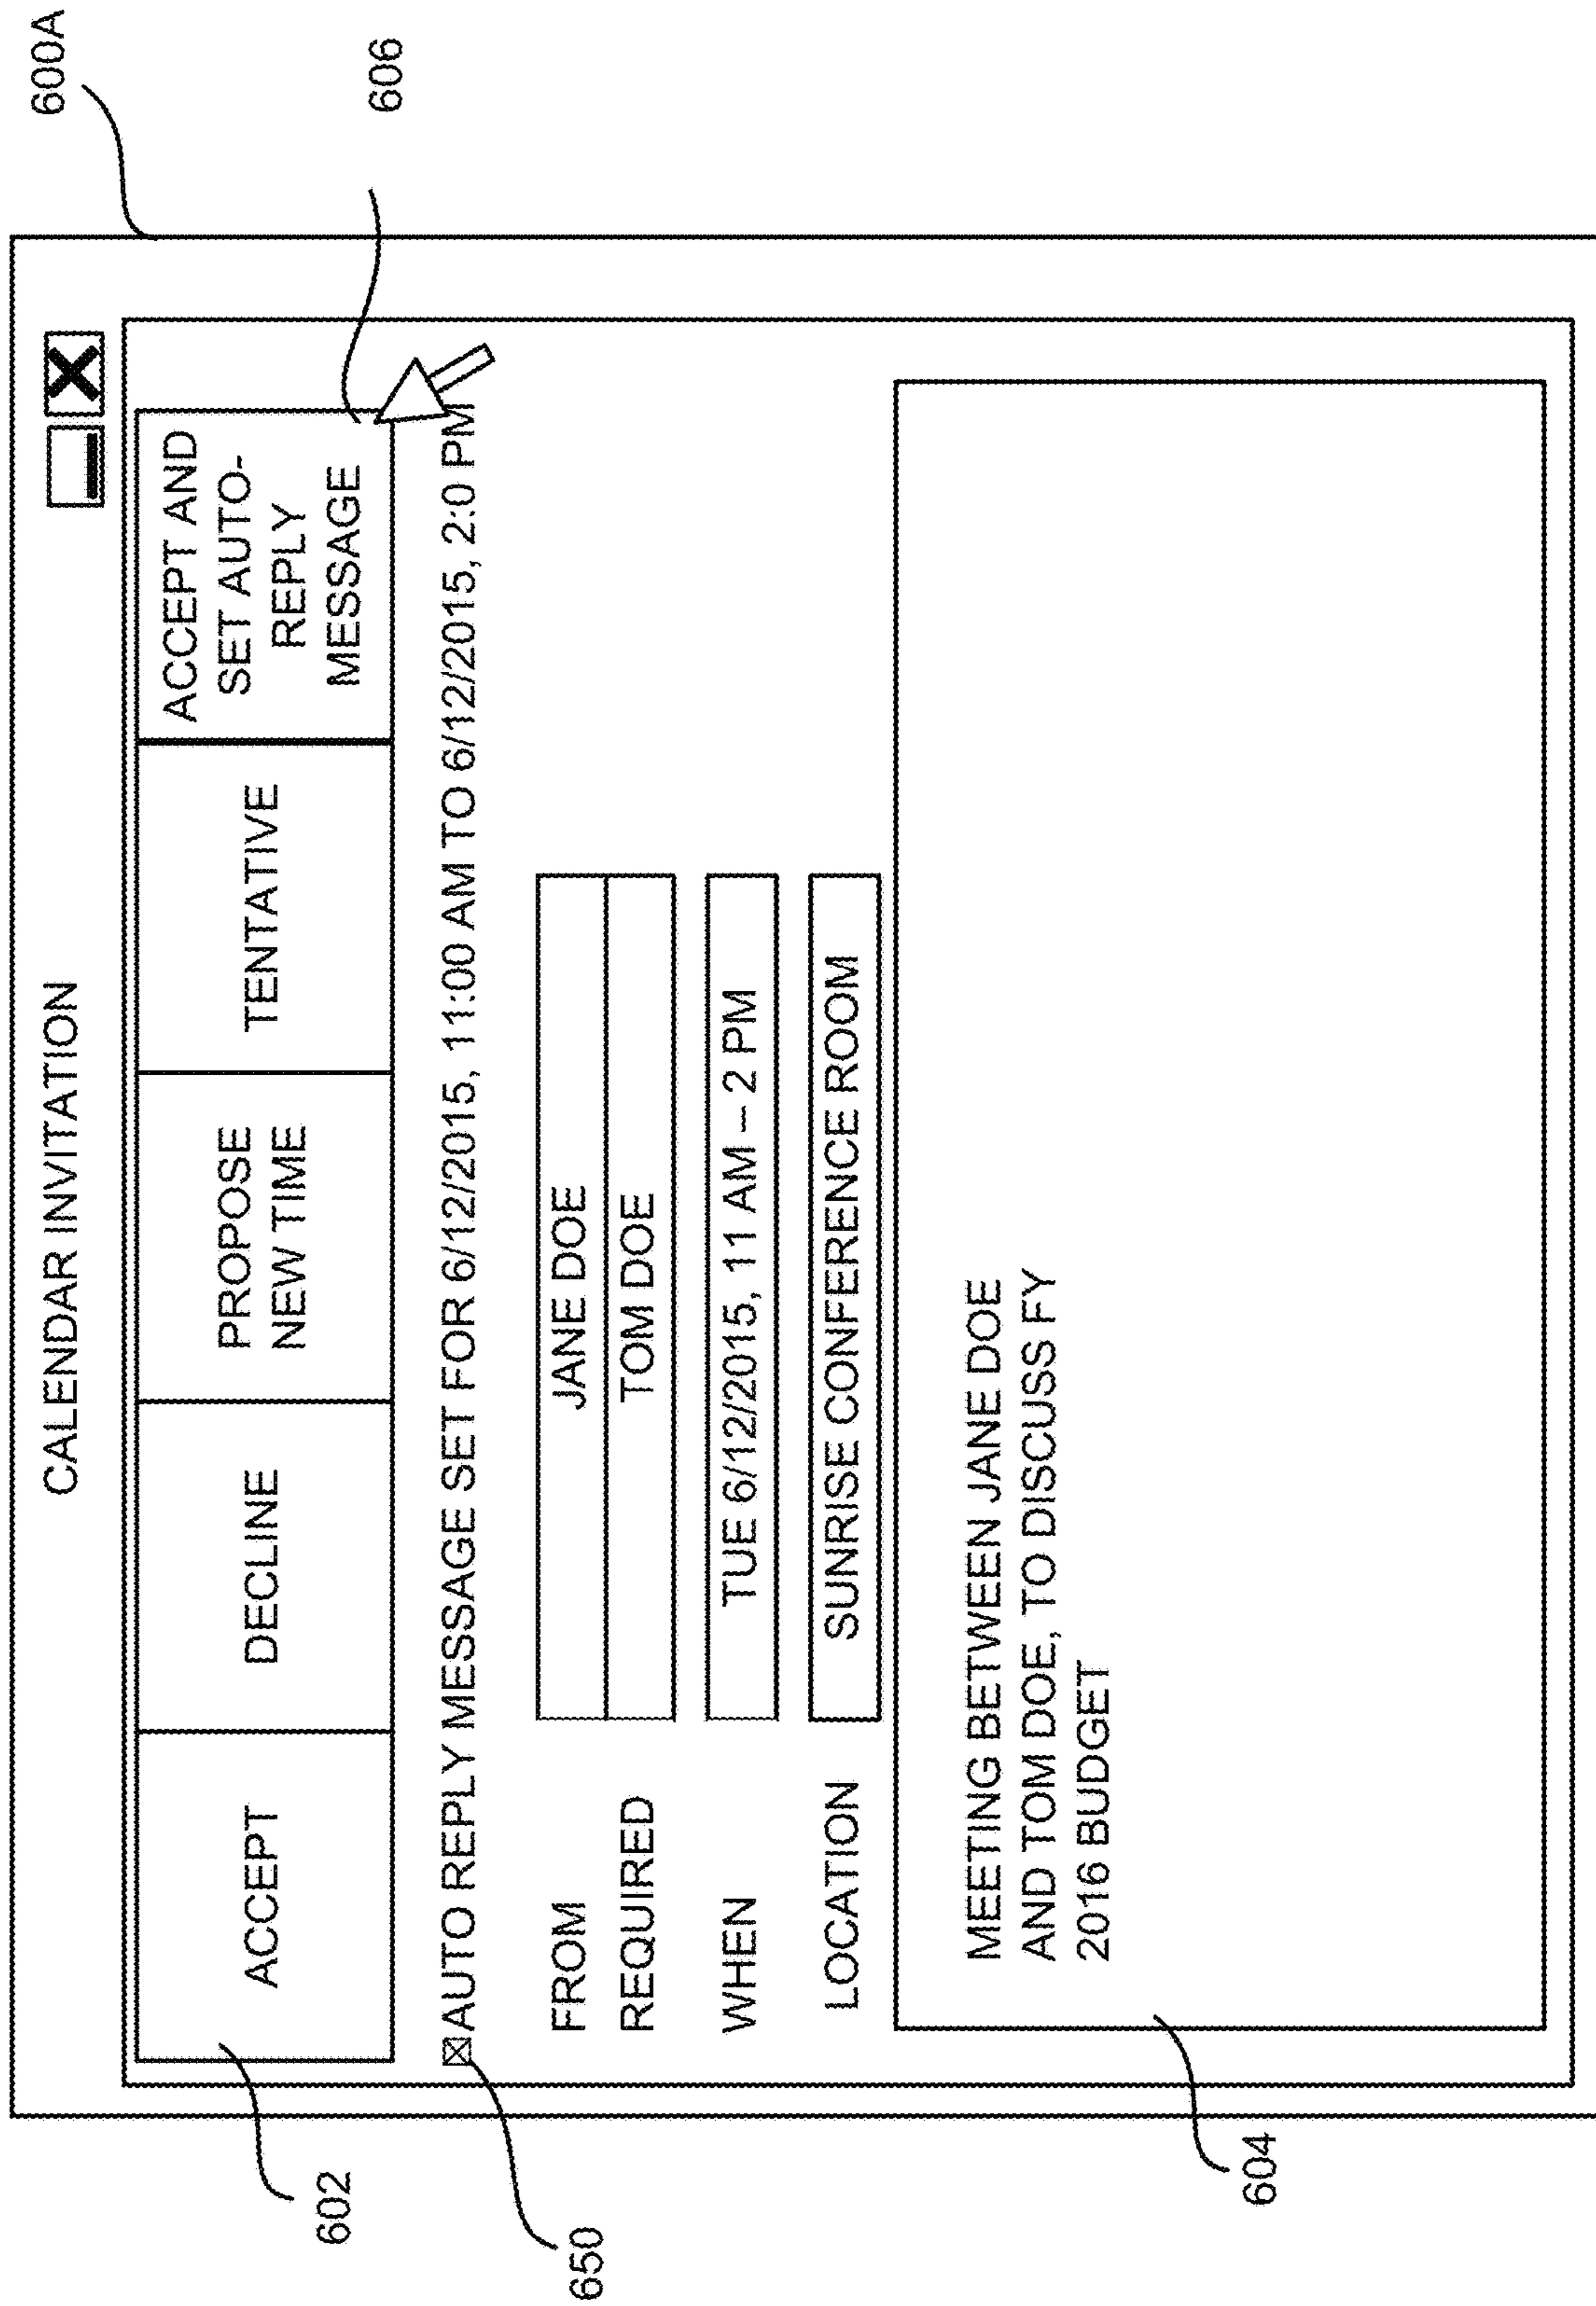 600A
606
CALENDAR INVITATION
ACCEPT
DECLINE
PROPOSE
NEW TIME
TENTATIVE
ACCEPT AND
SET AUTO-
REPLY
MESSAGE
602
AUTO REPLY MESSAGE SET FOR 6/12/2015, 11:00 AM TO 6/12/2015, 2:0 PM
650
FROM JANE DOE
REQUIRED TOM DOE
WHEN TUE 6/12/2015, 11 AM – 2 PM
LOCATION SUNRISE CONFERENCE ROOM
MEETING BETWEEN JANE DOE
AND TOM DOE, TO DISCUSS FY
2016 BUDGET
604